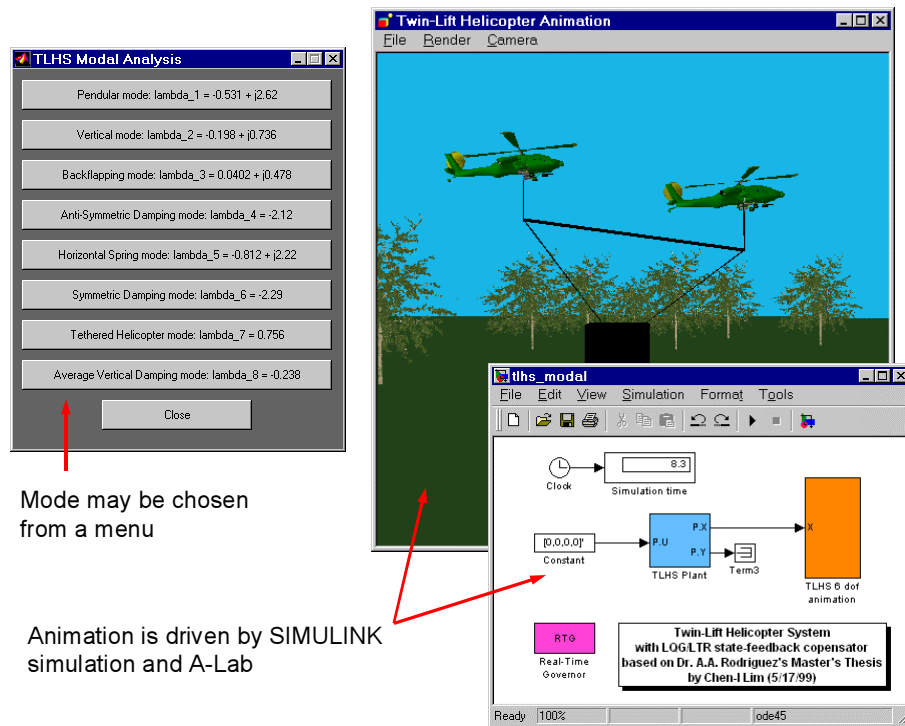 TLHS Modal Analysis
Pendular mode: lambda_1 = -0.531 + j2.62
Vertical mode: lambda_2 = -0.198 + j0.736
Backflapping mode: lambda_3 = 0.0402 + j0.478
Anti-Symmetric Damping mode: lambda_4 = -2.12
Horizontal Spring mode: lambda_5 = -0.812 + j2.22
Symmetric Damping mode: lambda_6 = -2.29
Tethered Helicopter mode: lambda_7 = 0.756
Average Vertical Damping mode: lambda_8 = -0.238
Close
Mode may be chosen
from a menu
Twin-Lift Helicopter Animation
File Render Camera
tlhs_modal
File Edit View Simulation Format Tools
8.3
Clock
Simulation time
[0,0,0,0]'
Constant
P.U
P.X
P.Y
TLHS Plant
Term3
X
TLHS 6 dof
animation
RTG
Real-Time
Governor
Twin-Lift Helicopter System
with LQG/LTR state-feedback copensator
based on Dr. A.A. Rodriguez's Master's Thesis
by Chen-I Lim (5/17/99)
Ready 100% ode45
Animation is driven by SIMULINK
simulation and A-Lab